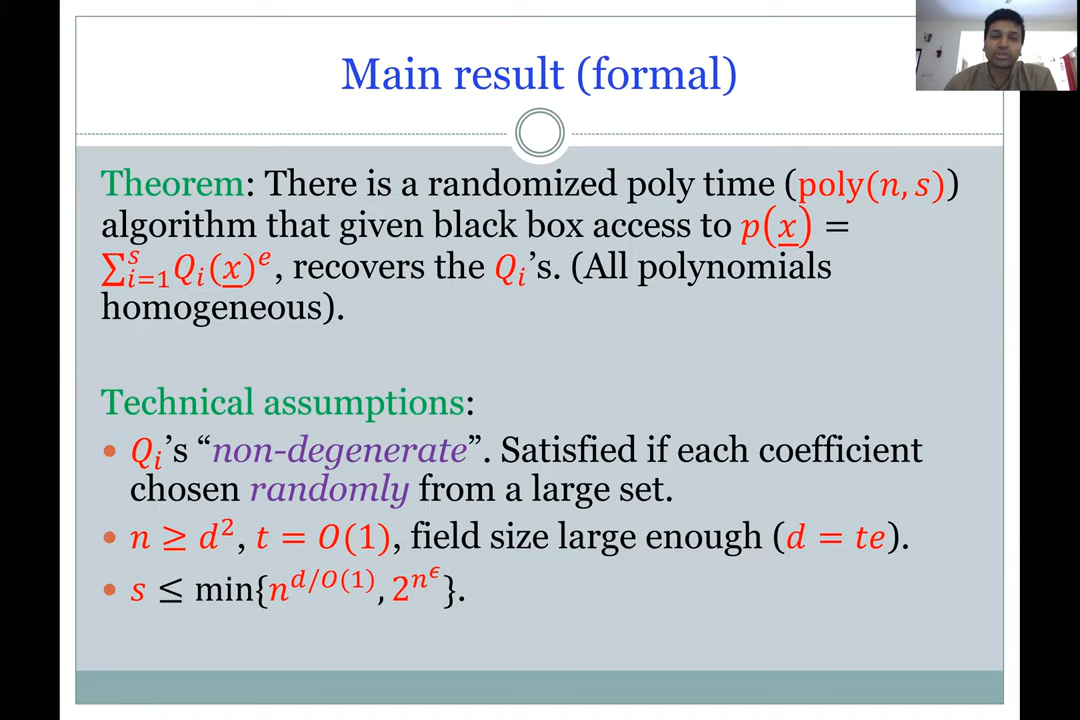 Main result (formal)
Theorem: There is a randomized poly time (poly(n, s))
algorithm that given black box access to p(x̲) =
∑ᵢ₌₁ˢ Qᵢ(x̲)ᵉ, recovers the Qᵢ's. (All polynomials
homogeneous).
Technical assumptions:
• Qᵢ's “non-degenerate”. Satisfied if each coefficient
chosen randomly from a large set.
• n ≥ d², t = O(1), field size large enough (d = te).
• s ≤ min{n^{d/O(1)}, 2^{n^ϵ}}.